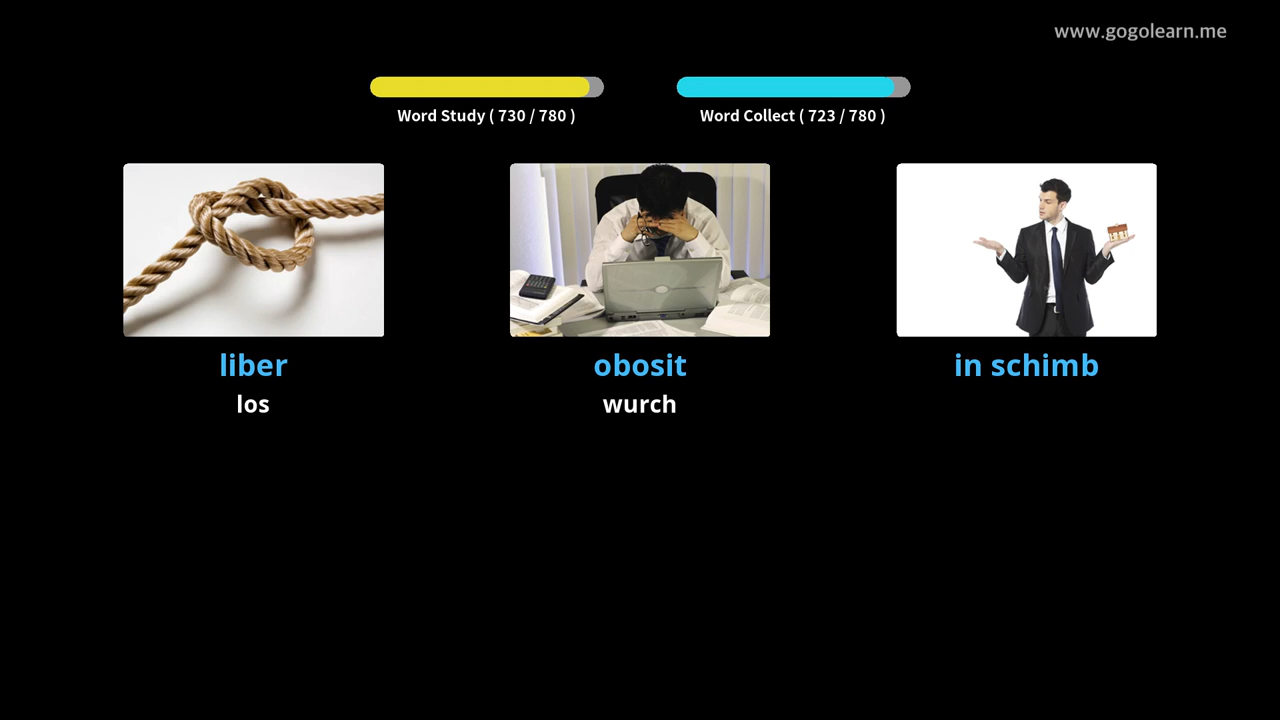 www.gogolearn.me
Word Study ( 730 / 780 )
Word Collect ( 723 / 780 )
liber
obosit
in schimb
los
wurch